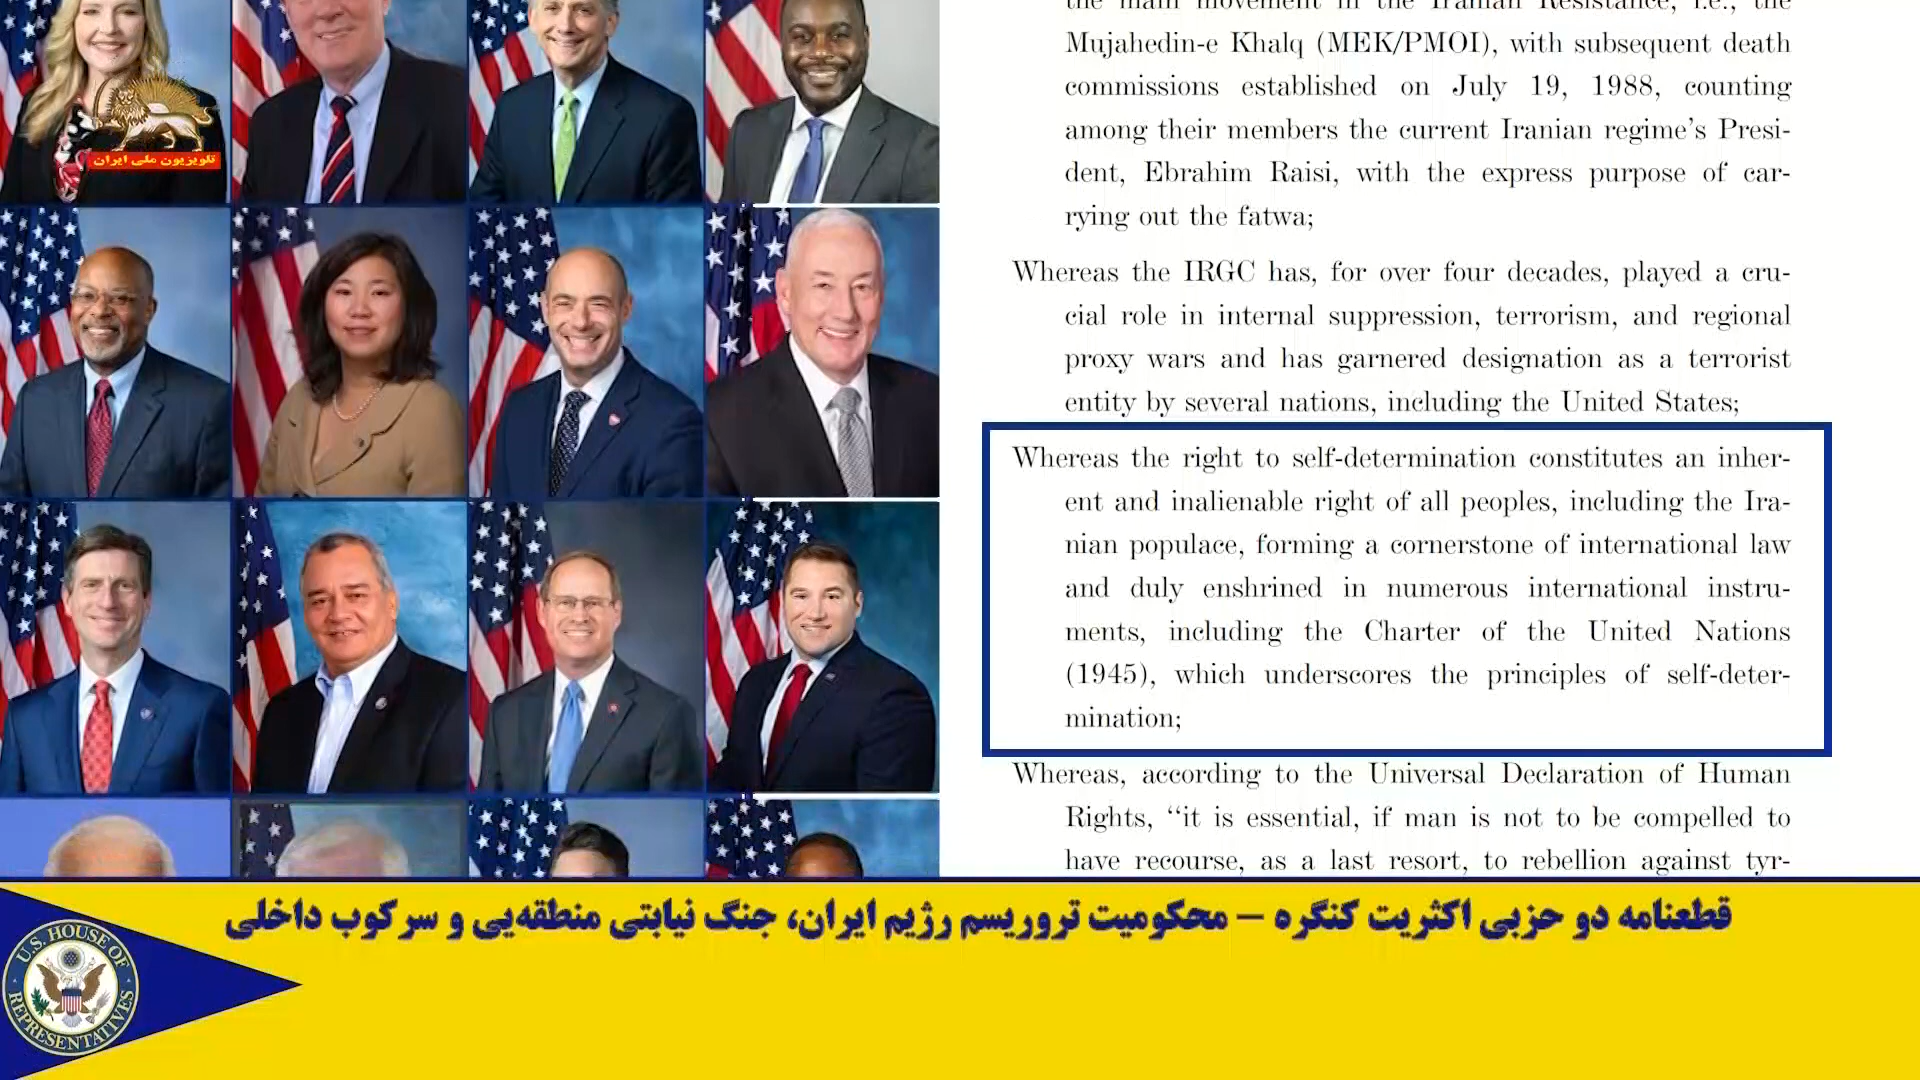 تلویزیون ملی ایران
the main movement in the Iranian Resistance, i.e., the
Mujahedin-e Khalq (MEK/PMOI), with subsequent death
commissions established on July 19, 1988, counting
among their members the current Iranian regime's Presi-
dent, Ebrahim Raisi, with the express purpose of car-
rying out the fatwa;
Whereas the IRGC has, for over four decades, played a cru-
cial role in internal suppression, terrorism, and regional
proxy wars and has garnered designation as a terrorist
entity by several nations, including the United States;
Whereas the right to self-determination constitutes an inher-
ent and inalienable right of all peoples, including the Ira-
nian populace, forming a cornerstone of international law
and duly enshrined in numerous international instru-
ments, including the Charter of the United Nations
(1945), which underscores the principles of self-deter-
mination;
Whereas, according to the Universal Declaration of Human
Rights, “it is essential, if man is not to be compelled to
have recourse, as a last resort, to rebellion against tyr-
قطعنامه دو حزبی اکثریت کنگره – محکومیت تروریسم رژیم ایران، جنگ نیابتی منطقه‌یی و سرکوب داخلی
U.S. HOUSE OF
REPRESENTATIVES